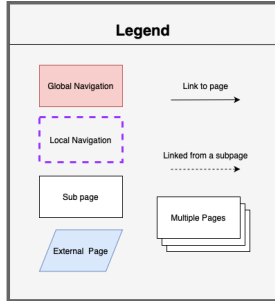 Legend
Global Navigation
Link to page
Local Navigation
Linked from a subpage
Sub page
Multiple Pages
External Page